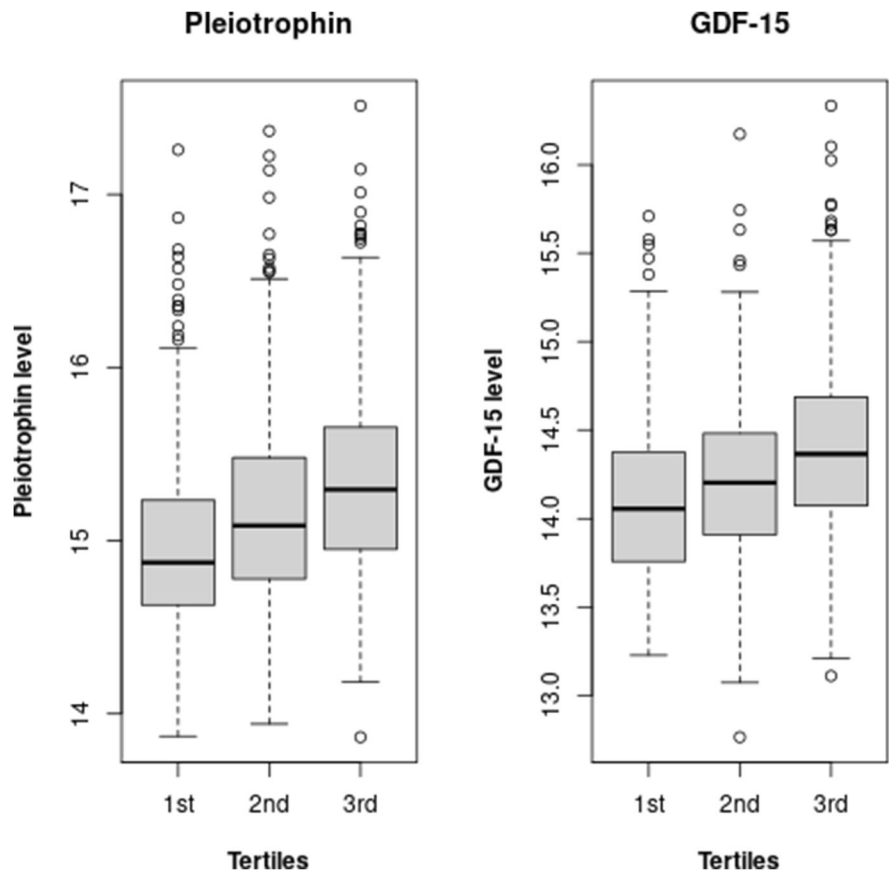 Pleiotrophin
Pleiotrophin level
17
16
15
14
1st 2nd 3rd
Tertiles
GDF-15
GDF-15 level
16.0
15.5
15.0
14.5
14.0
13.5
13.0
1st 2nd 3rd
Tertiles